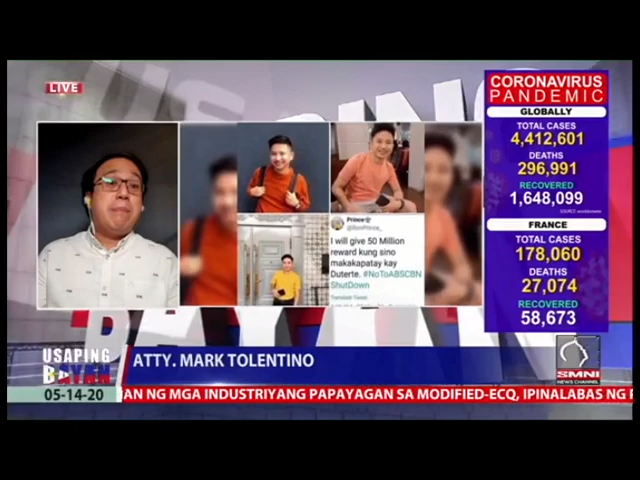 LIVE
CORONAVIRUS
PANDEMIC
GLOBALLY
TOTAL CASES
4,412,601
DEATHS
296,991
RECOVERED
1,648,099
FRANCE
TOTAL CASES
178,060
DEATHS
27,074
RECOVERED
58,673
Prince
I will give 50 Million
reward kung sino
makakapatay kay
Duterte. #NoToABSCBN
ShutDown
USAPING
BAYAN
ATTY. MARK TOLENTINO
SMNI
NEWS CHANNEL
05-14-20
AN NG MGA INDUSTRIYANG PAPAYAGAN SA MODIFIED-ECQ, IPINALABAS NG